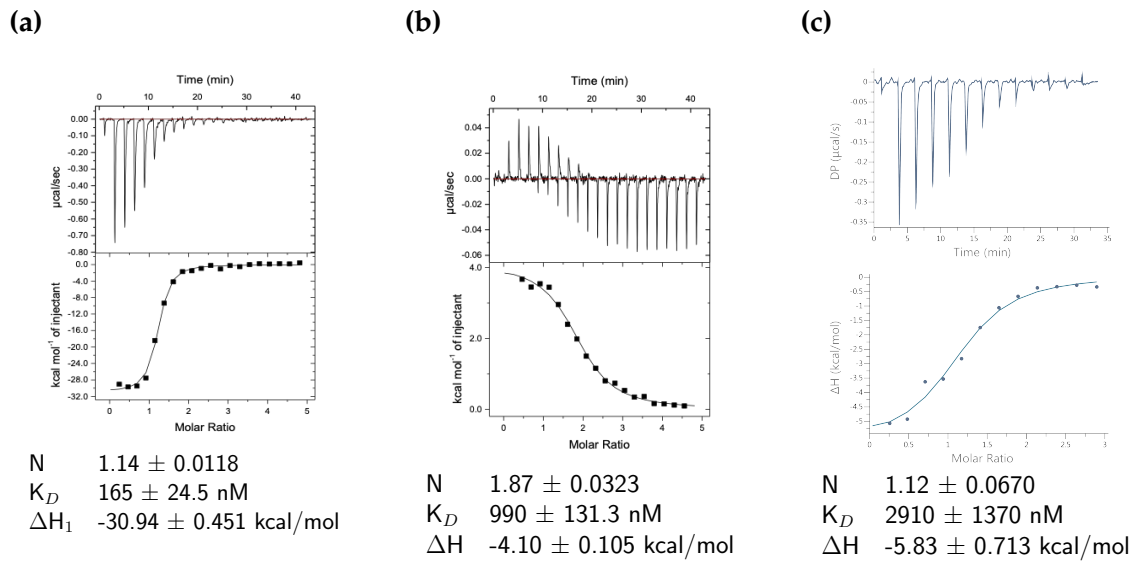 (a)
Time (min)
0 10 20 30 40
0.00
-0.10
-0.20
-0.30
-0.40
-0.50
-0.60
-0.70
-0.80
µcal/sec
0.0
-4.0
-8.0
-12.0
-16.0
-20.0
-24.0
-28.0
-32.0
kcal mol⁻¹ of injectant
0 1 2 3 4 5
Molar Ratio
N 1.14 ± 0.0118
K_D 165 ± 24.5 nM
ΔH₁ -30.94 ± 0.451 kcal/mol
(b)
Time (min)
0 10 20 30 40
0.04
0.02
0.00
-0.02
-0.04
-0.06
µcal/sec
4.0
2.0
0.0
kcal mol⁻¹ of injectant
0 1 2 3 4 5
Molar Ratio
N 1.87 ± 0.0323
K_D 990 ± 131.3 nM
ΔH -4.10 ± 0.105 kcal/mol
(c)
0
-0.05
-0.1
-0.15
-0.2
-0.25
-0.3
-0.35
DP (µcal/s)
0 5 10 15 20 25 30 35
Time (min)
0
-0.5
-1
-1.5
-2
-2.5
-3
-3.5
-4
-4.5
-5
ΔH (kcal/mol)
0 0.5 1 1.5 2 2.5 3
Molar Ratio
N 1.12 ± 0.0670
K_D 2910 ± 1370 nM
ΔH -5.83 ± 0.713 kcal/mol